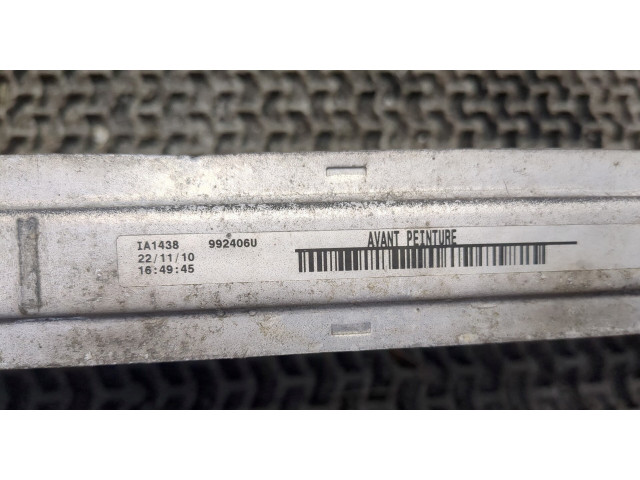 IA1438 992406U
22/11/10
16:49:45
AVANT PEINTURE